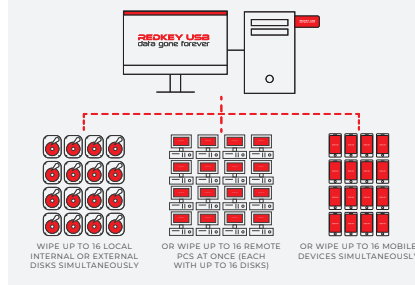 REDKEY USB
data gone forever
WIPE UP TO 16 LOCAL
INTERNAL OR EXTERNAL
DISKS SIMULTANEOUSLY
OR WIPE UP TO 16 REMOTE
PCS AT ONCE (EACH
WITH UP TO 16 DISKS)
OR WIPE UP TO 16 MOBILE
DEVICES SIMULTANEOUSLY